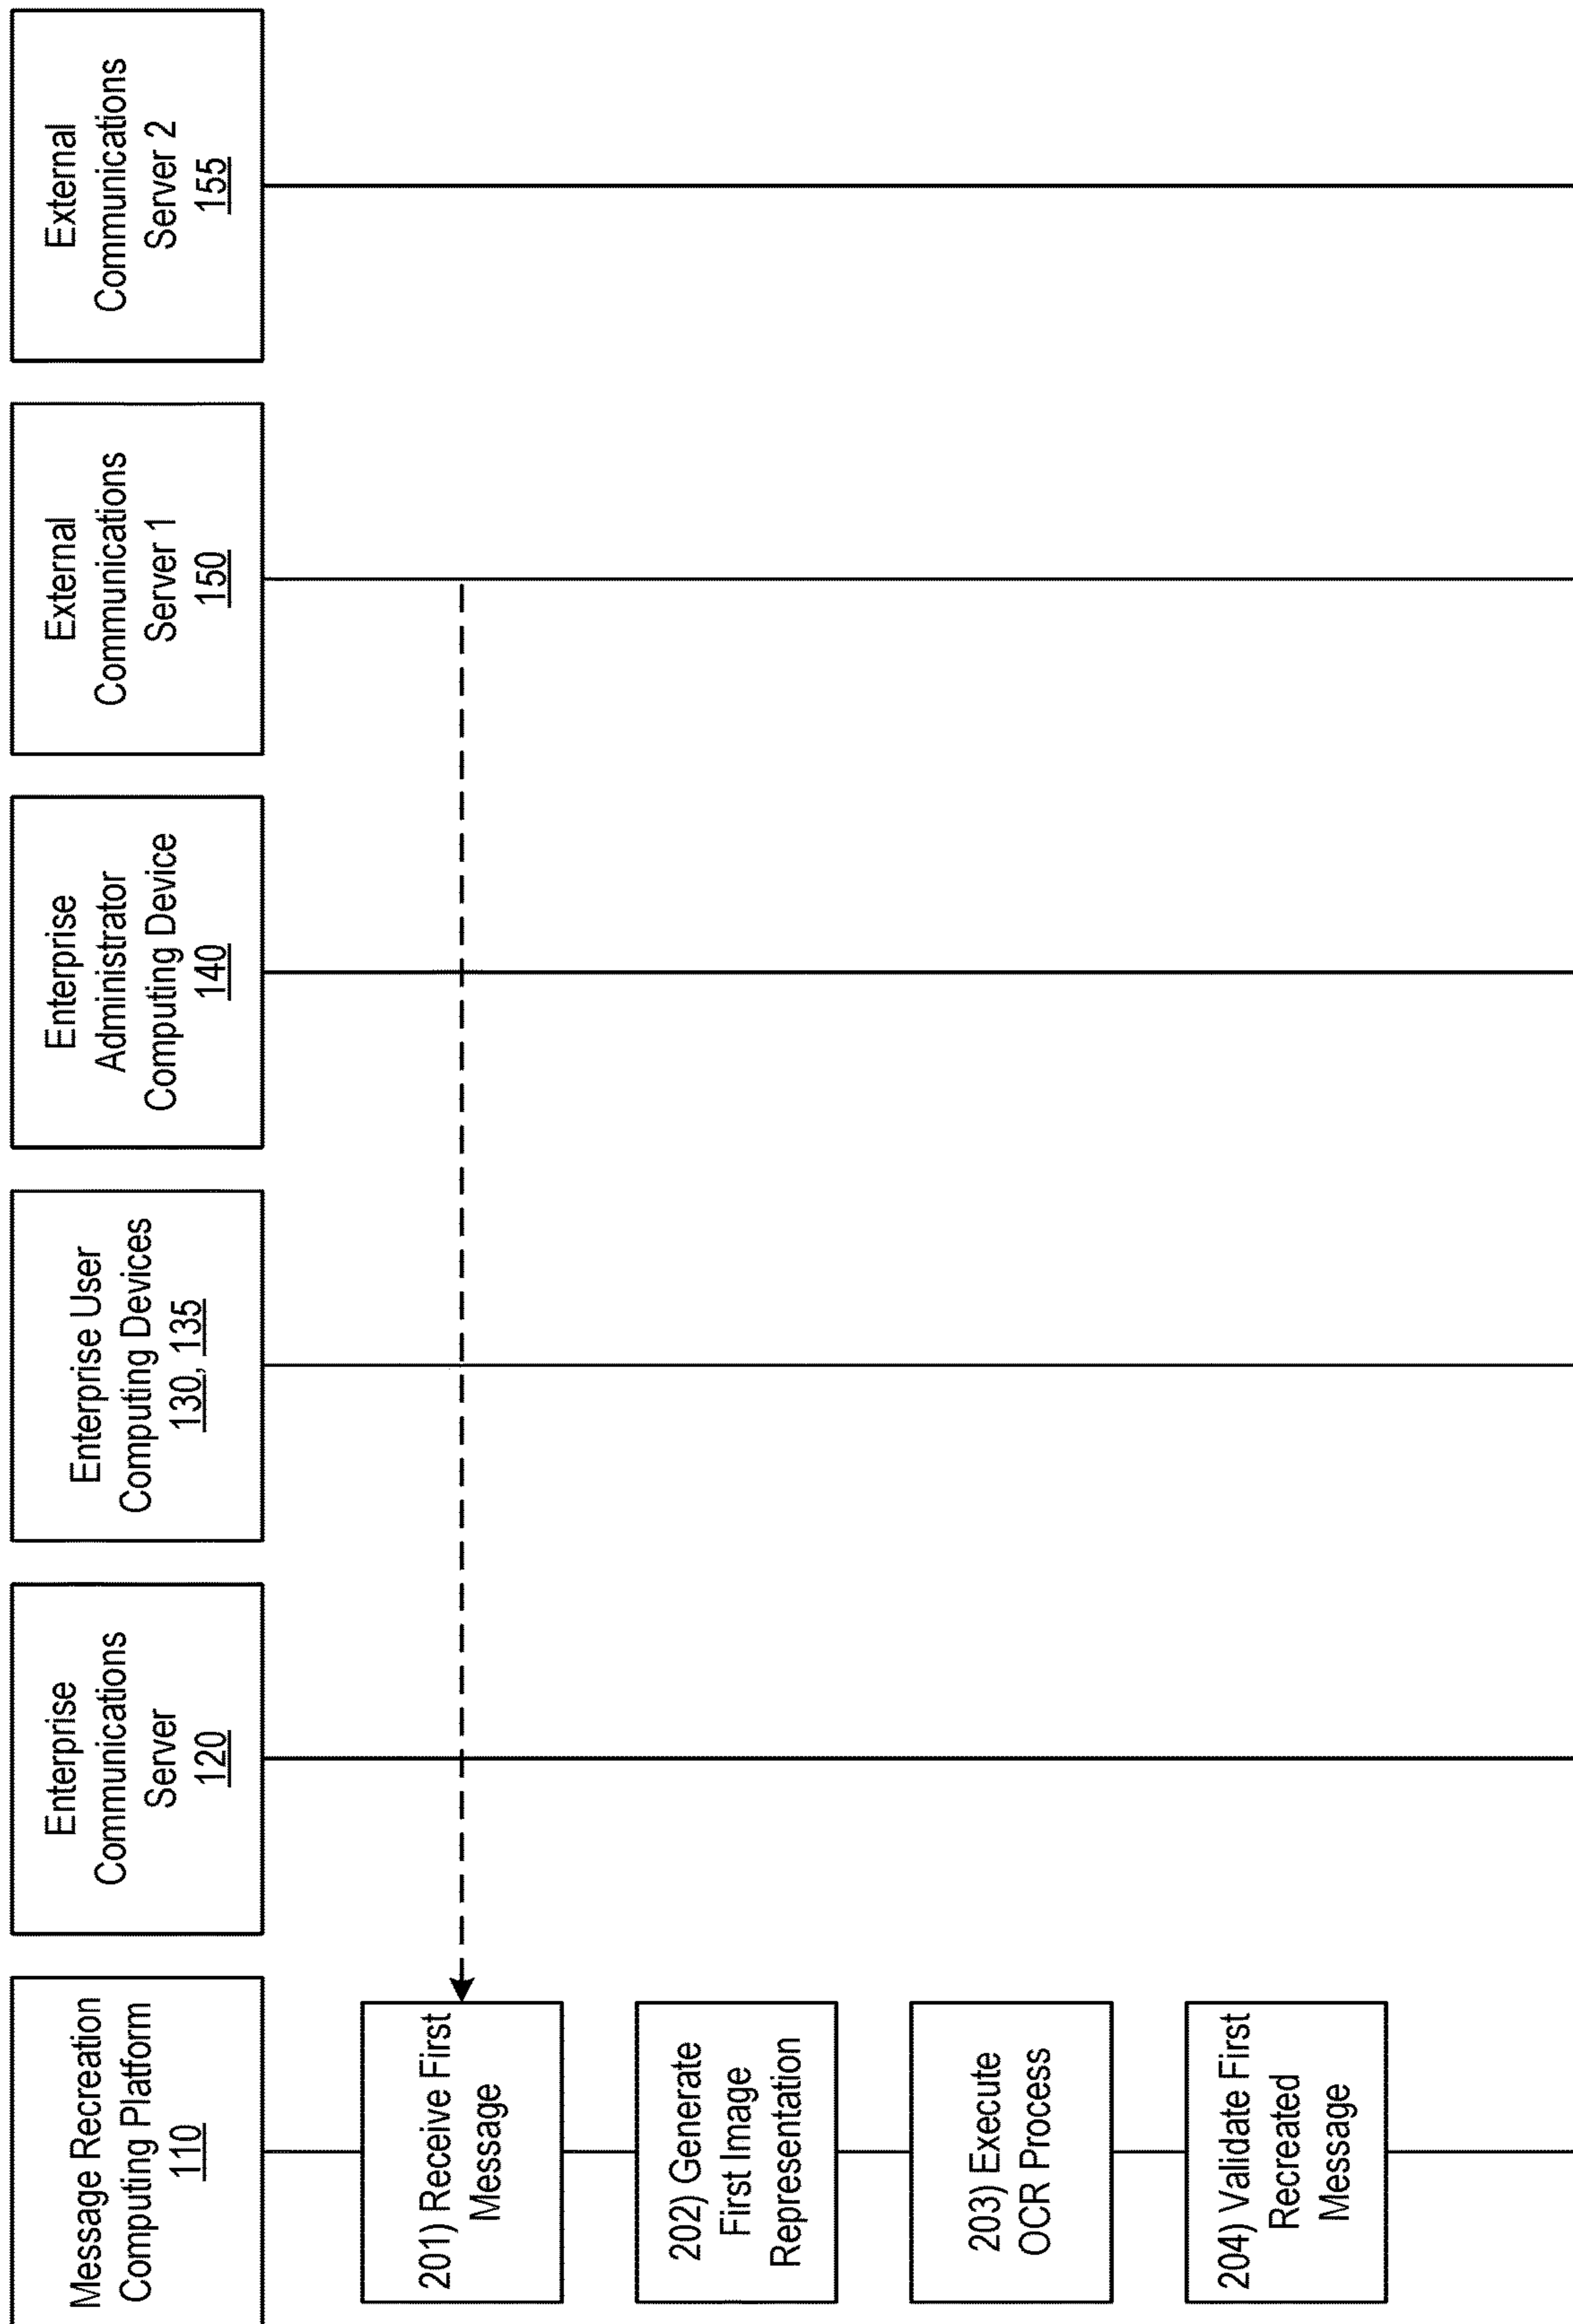 Message Recreation
Computing Platform
110
Enterprise
Communications
Server
120
Enterprise User
Computing Devices
130, 135
Enterprise
Administrator
Computing Device
140
External
Communications
Server 1
150
External
Communications
Server 2
155
201) Receive First
Message
202) Generate
First Image
Representation
203) Execute
OCR Process
204) Validate First
Recreated
Message